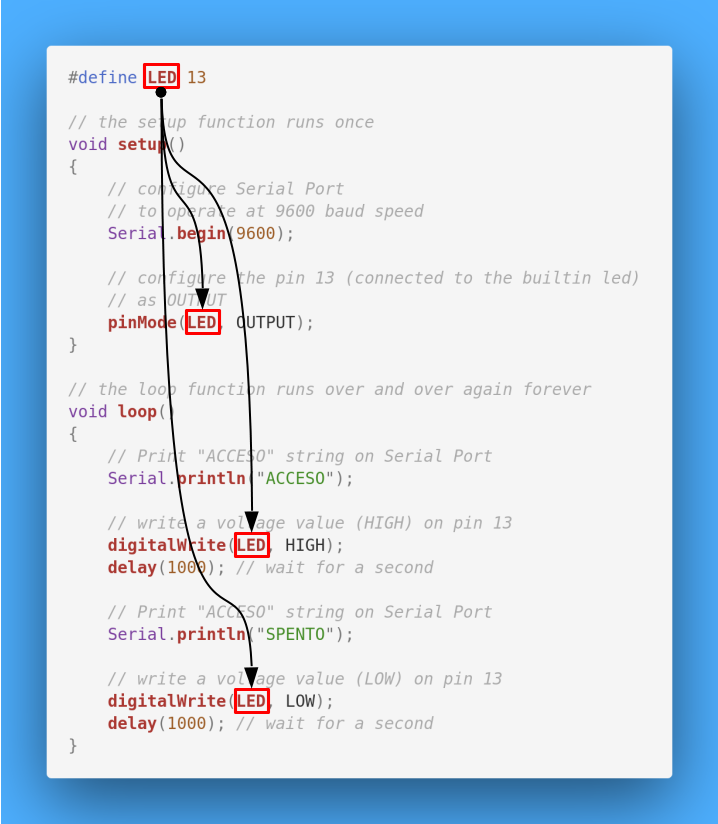 #define LED 13
// the setup function runs once
void setup()
{
// configure Serial Port
// to operate at 9600 baud speed
Serial.begin(9600);
// configure the pin 13 (connected to the builtin led)
// as OUTPUT
pinMode(LED, OUTPUT);
}
// the loop function runs over and over again forever
void loop()
{
// Print "ACCESO" string on Serial Port
Serial.println("ACCESO");
// write a voltage value (HIGH) on pin 13
digitalWrite(LED, HIGH);
delay(1000); // wait for a second
// Print "ACCESO" string on Serial Port
Serial.println("SPENTO");
// write a voltage value (LOW) on pin 13
digitalWrite(LED, LOW);
delay(1000); // wait for a second
}